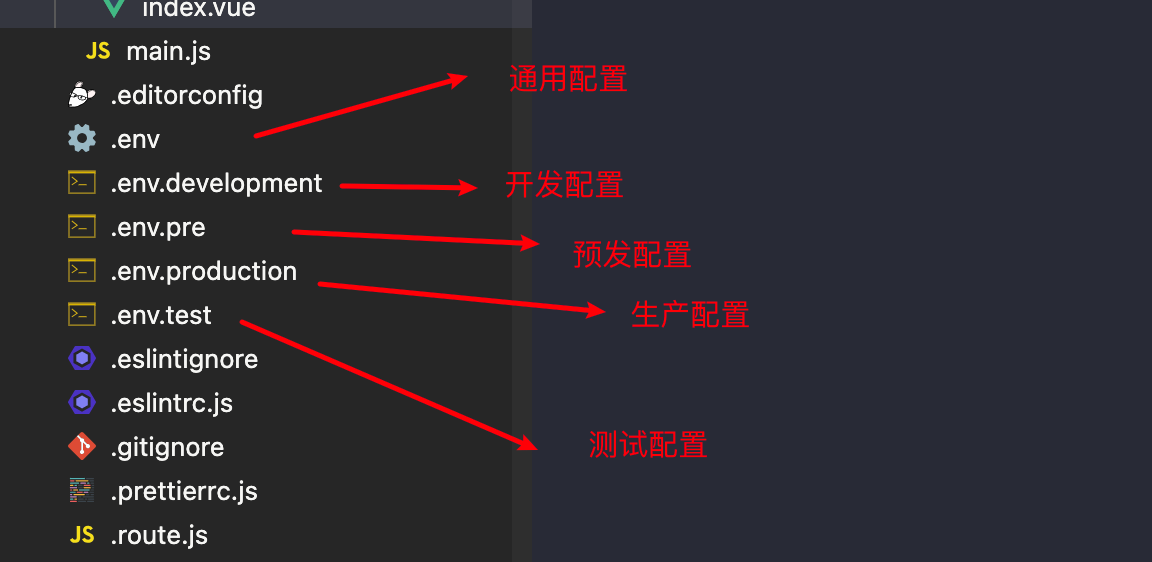 index.vue
JS main.js
通用配置
.editorconfig
.env
.env.development
开发配置
.env.pre
预发配置
.env.production
生产配置
.env.test
.eslintignore
.eslintrc.js
测试配置
.gitignore
.prettierrc.js
JS .route.js